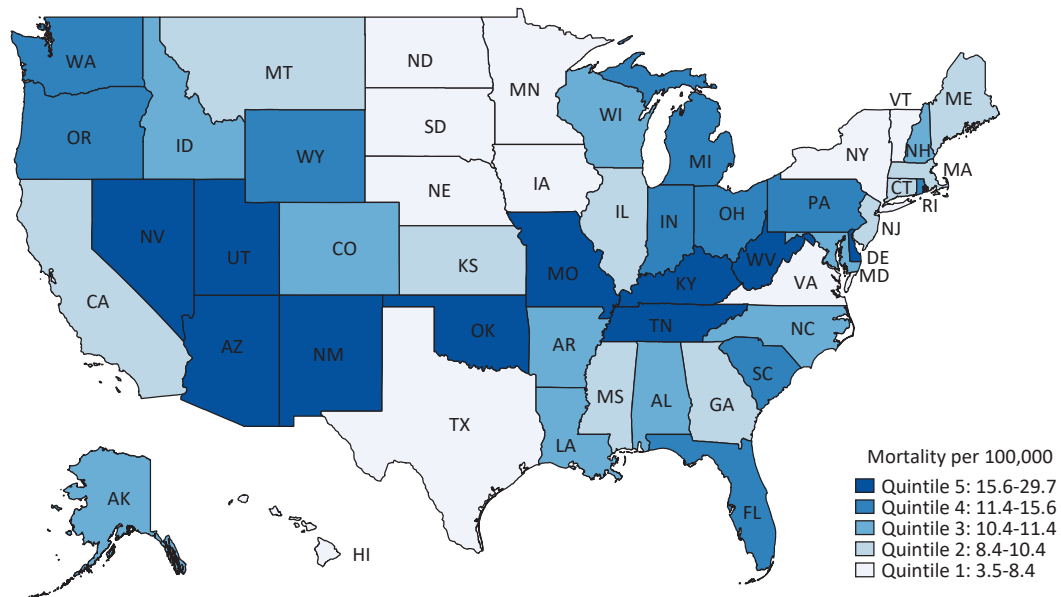 WA
MT
ND
MN
VT
ME
OR
ID
WY
SD
WI
MI
NY
NH
MA
CT
RI
NE
IA
PA
NJ
NV
UT
CO
IL
IN
OH
KS
MO
WV
DE
MD
KY
VA
CA
AZ
NM
OK
TN
NC
AR
SC
TX
MS
AL
GA
LA
FL
AK
HI
Mortality per 100,000
Quintile 5: 15.6-29.7
Quintile 4: 11.4-15.6
Quintile 3: 10.4-11.4
Quintile 2: 8.4-10.4
Quintile 1: 3.5-8.4